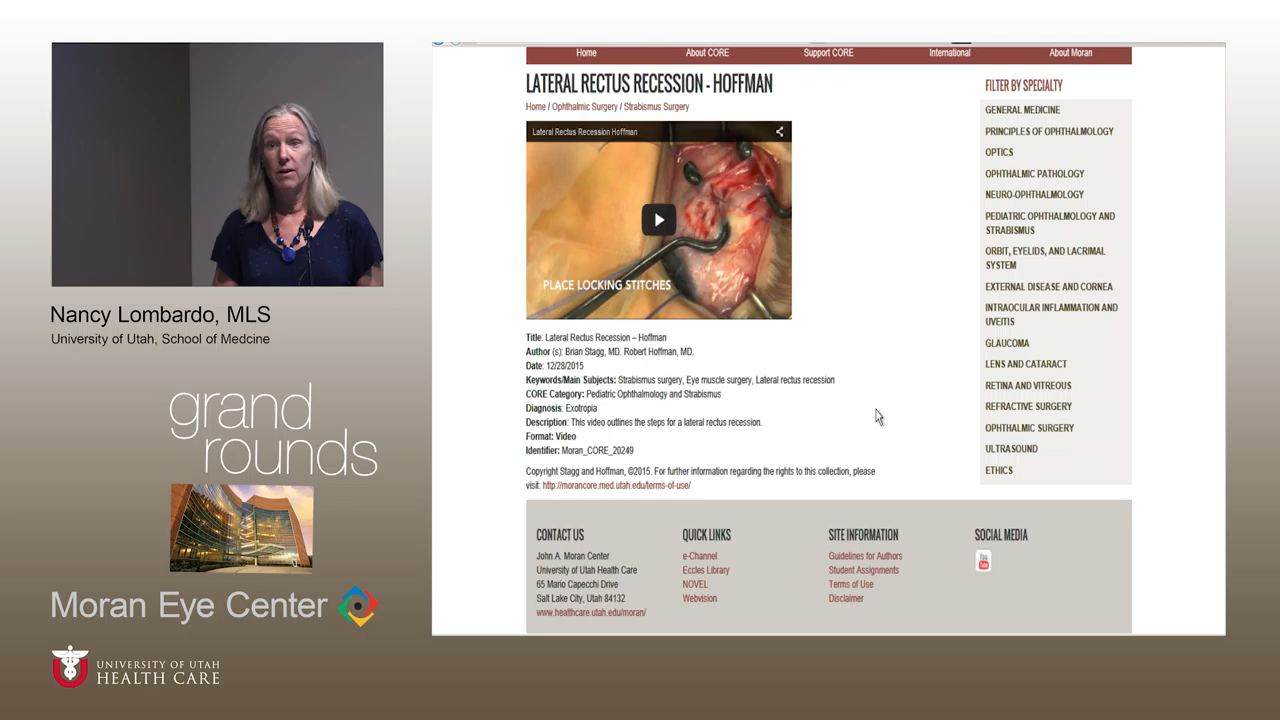 Nancy Lombardo, MLS
University of Utah, School of Medcine
grand
rounds
Moran Eye Center
UNIVERSITY OF UTAH
HEALTH CARE
Home About CORE Support CORE International About Moran
LATERAL RECTUS RECESSION - HOFFMAN
Home / Ophthalmic Surgery / Strabismus Surgery
Lateral Rectus Recession Hoffman
PLACE LOCKING STITCHES
Title: Lateral Rectus Recession – Hoffman
Author (s): Brian Stagg, MD. Robert Hoffman, MD.
Date: 12/28/2015
Keywords/Main Subjects: Strabismus surgery, Eye muscle surgery, Lateral rectus recession
CORE Category: Pediatric Ophthalmology and Strabismus
Diagnosis: Exotropia
Description: This video outlines the steps for a lateral rectus recession.
Format: Video
Identifier: Moran_CORE_20249
Copyright Stagg and Hoffman, ©2015. For further information regarding the rights to this collection, please
visit: http://morancore.med.utah.edu/terms-of-use/
FILTER BY SPECIALTY
GENERAL MEDICINE
PRINCIPLES OF OPHTHALMOLOGY
OPTICS
OPHTHALMIC PATHOLOGY
NEURO-OPHTHALMOLOGY
PEDIATRIC OPHTHALMOLOGY AND
STRABISMUS
ORBIT, EYELIDS, AND LACRIMAL
SYSTEM
EXTERNAL DISEASE AND CORNEA
INTRAOCULAR INFLAMMATION AND
UVEITIS
GLAUCOMA
LENS AND CATARACT
RETINA AND VITREOUS
REFRACTIVE SURGERY
OPHTHALMIC SURGERY
ULTRASOUND
ETHICS
CONTACT US
John A. Moran Center
University of Utah Health Care
65 Mario Capecchi Drive
Salt Lake City, Utah 84132
www.healthcare.utah.edu/moran/
QUICK LINKS
e-Channel
Eccles Library
NOVEL
Webvision
SITE INFORMATION
Guidelines for Authors
Student Assignments
Terms of Use
Disclaimer
SOCIAL MEDIA
You
Tube